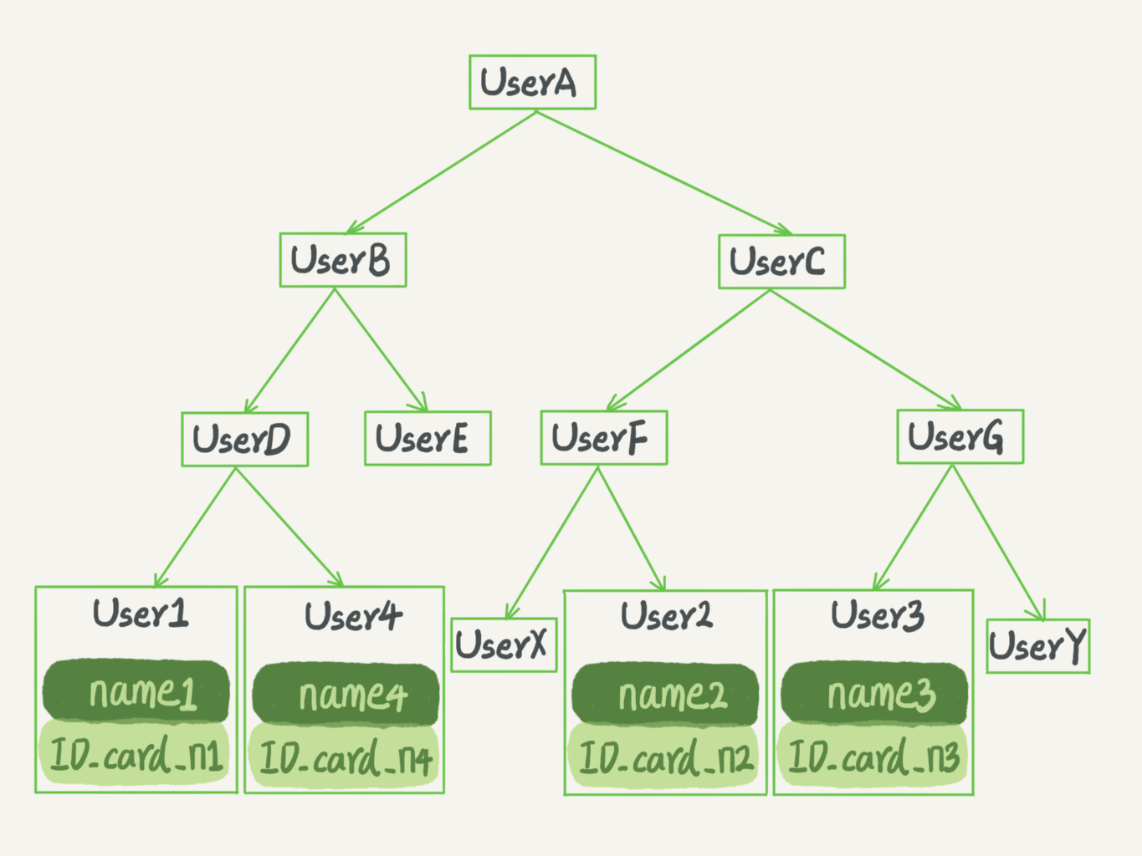 UserA
UserB
UserC
UserD
UserE
UserF
UserG
User1
User4
UserX
User2
User3
UserY
name1
name4
name2
name3
ID_card_n1
ID_card_n4
ID_card_n2
ID_card_n3